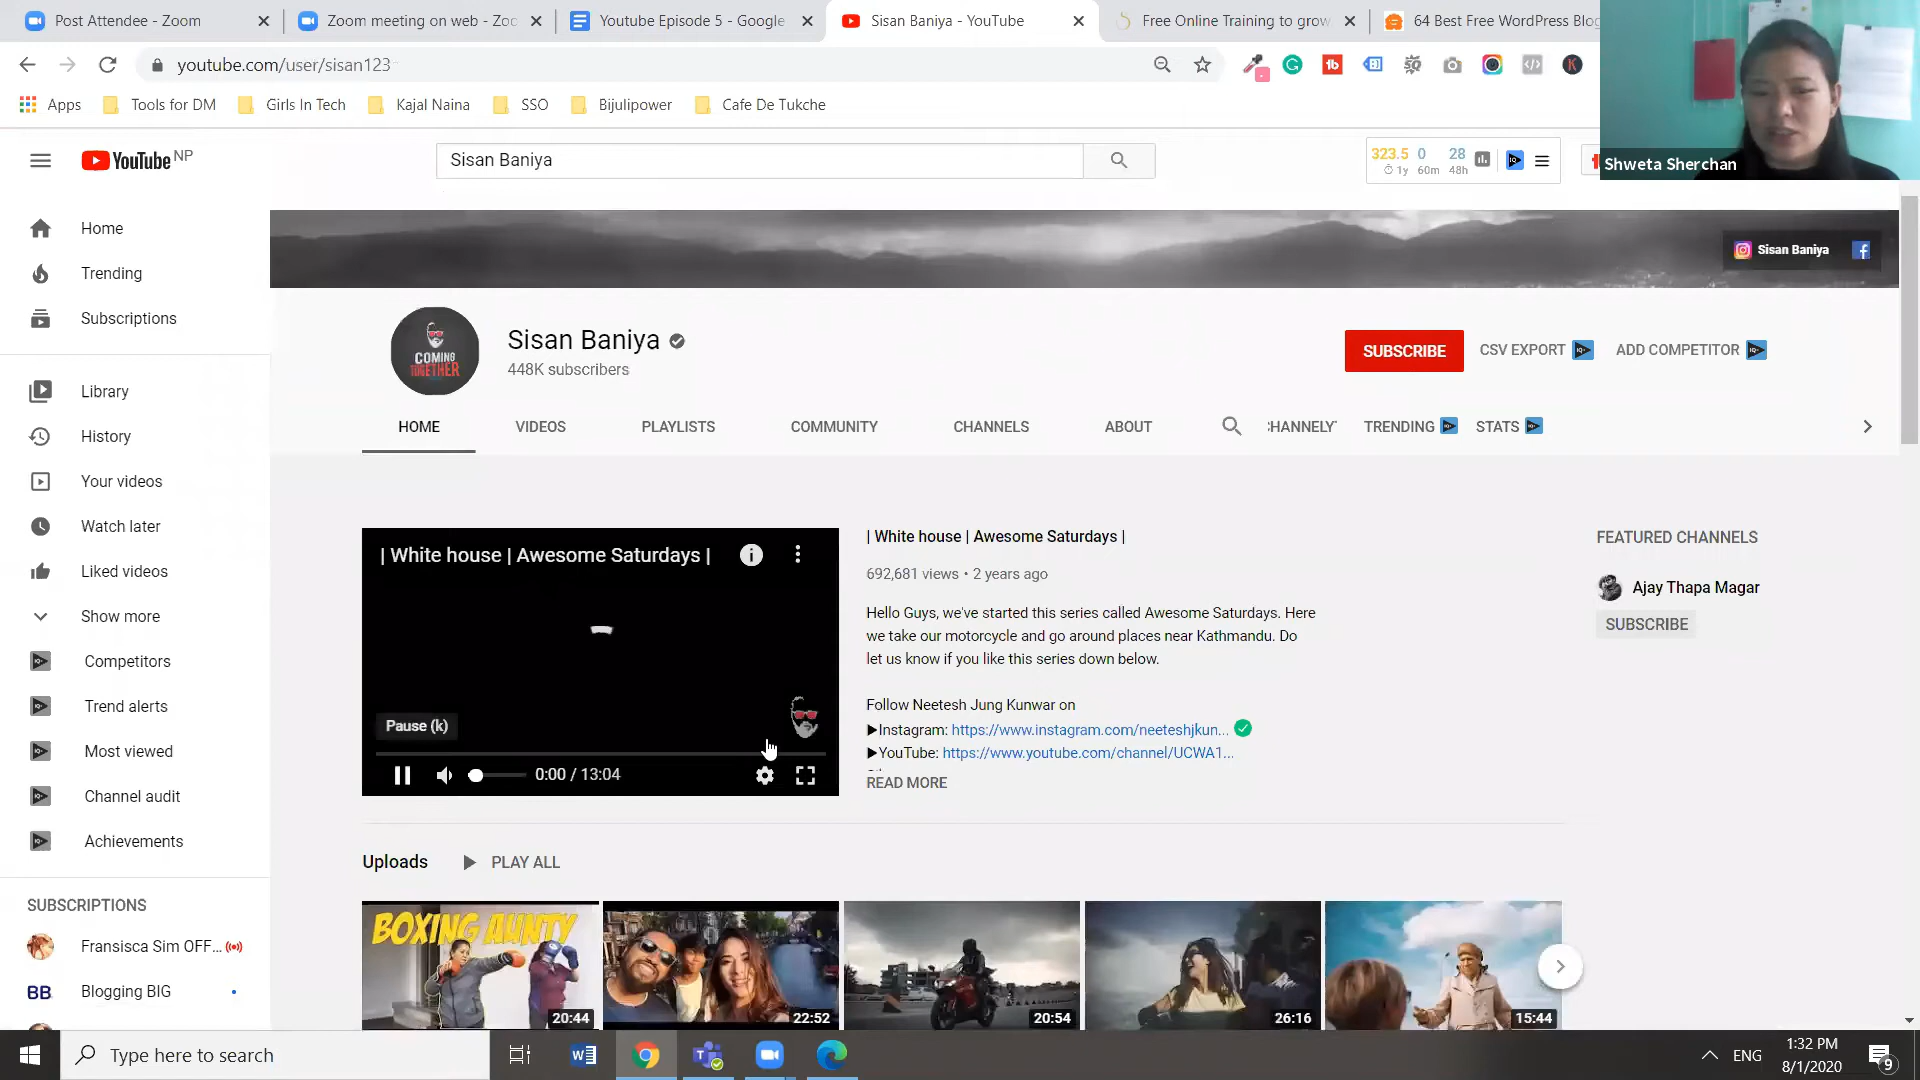 Post Attendee - Zoom
Zoom meeting on web - Zoo
Youtube Episode 5 - Google
Sisan Baniya - YouTube
Free Online Training to grow
64 Best Free WordPress Blog
youtube.com/user/sisan123
Apps
Tools for DM
Girls In Tech
Kajal Naina
SSO
Bijulipower
Cafe De Tukche
Shweta Sherchan
YouTube NP
Sisan Baniya
323.5 0 28
1y 60m 48h
Home
Trending
Subscriptions
Library
History
Your videos
Watch later
Liked videos
Show more
Competitors
Trend alerts
Most viewed
Channel audit
Achievements
SUBSCRIPTIONS
Fransisca Sim OFF...
BB Blogging BIG
Sisan Baniya
COMING
TOGETHER
Sisan Baniya
448K subscribers
SUBSCRIBE
CSV EXPORT
ADD COMPETITOR
HOME
VIDEOS
PLAYLISTS
COMMUNITY
CHANNELS
ABOUT
CHANNELY
TRENDING
STATS
| White house | Awesome Saturdays |
Pause (k)
0:00 / 13:04
| White house | Awesome Saturdays |
692,681 views • 2 years ago
Hello Guys, we've started this series called Awesome Saturdays. Here
we take our motorcycle and go around places near Kathmandu. Do
let us know if you like this series down below.
Follow Neetesh Jung Kunwar on
▶Instagram: https://www.instagram.com/neeteshjkun...
▶YouTube: https://www.youtube.com/channel/UCWA1...
READ MORE
FEATURED CHANNELS
Ajay Thapa Magar
SUBSCRIBE
Uploads
PLAY ALL
BOXING AUNTY
20:44
22:52
20:54
26:16
15:44
Type here to search
ENG
1:32 PM
8/1/2020
9